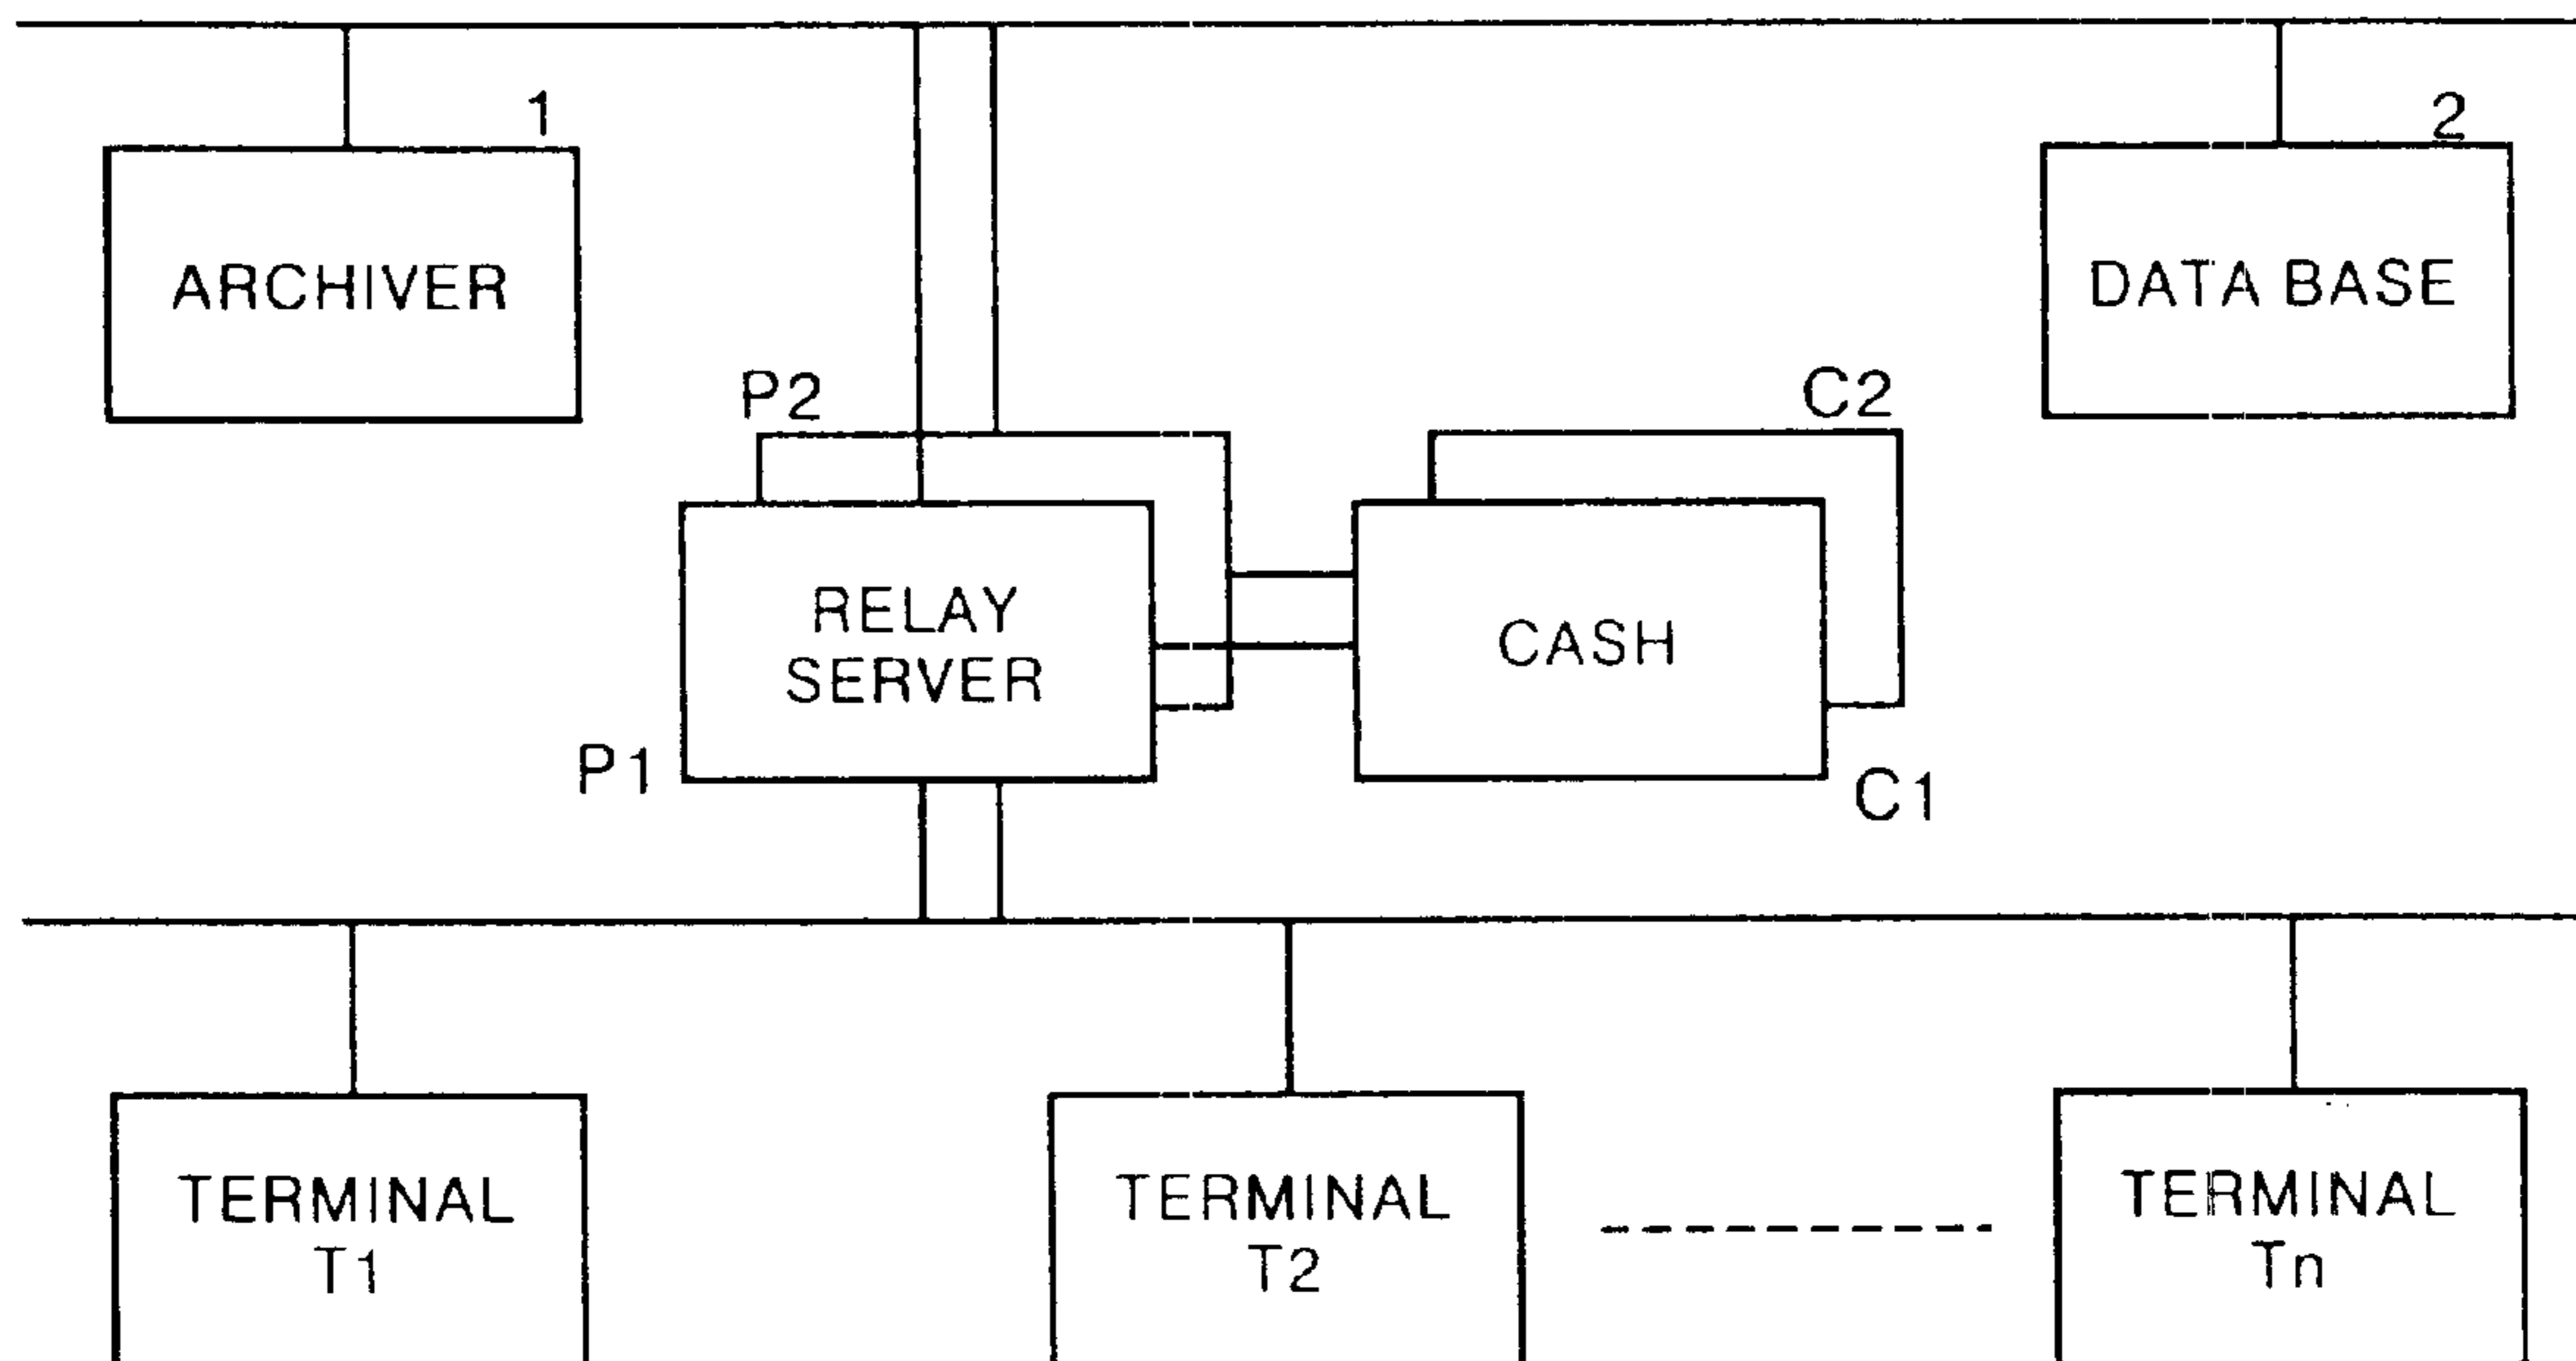 1
2
ARCHIVER
DATA BASE
P2
C2
RELAY
SERVER
CASH
P1
C1
TERMINAL
T1
TERMINAL
T2
TERMINAL
Tn